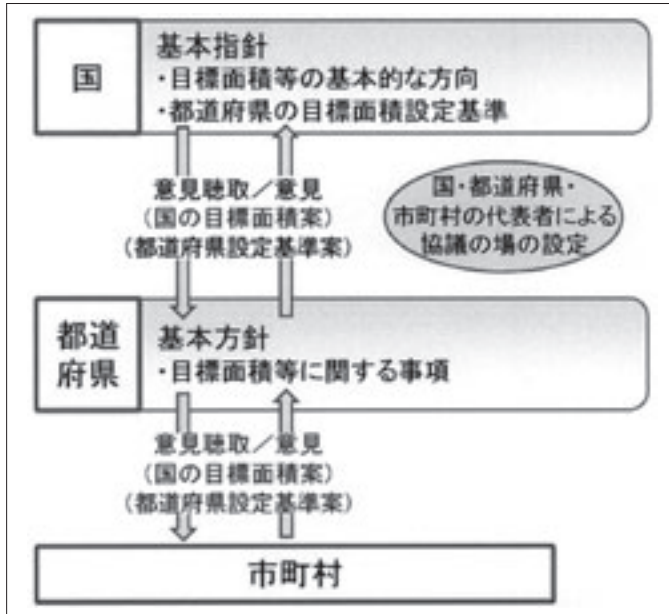 国
基本指針
・目標面積等の基本的な方向
・都道府県の目標面積設定基準
意見聴取／意見
(国の目標面積案)
(都道府県設定基準案)
国・都道府県・
市町村の代表者による
協議の場の設定
都道
府県
基本方針
・目標面積等に関する事項
意見聴取／意見
(国の目標面積案)
(都道府県設定基準案)
市町村